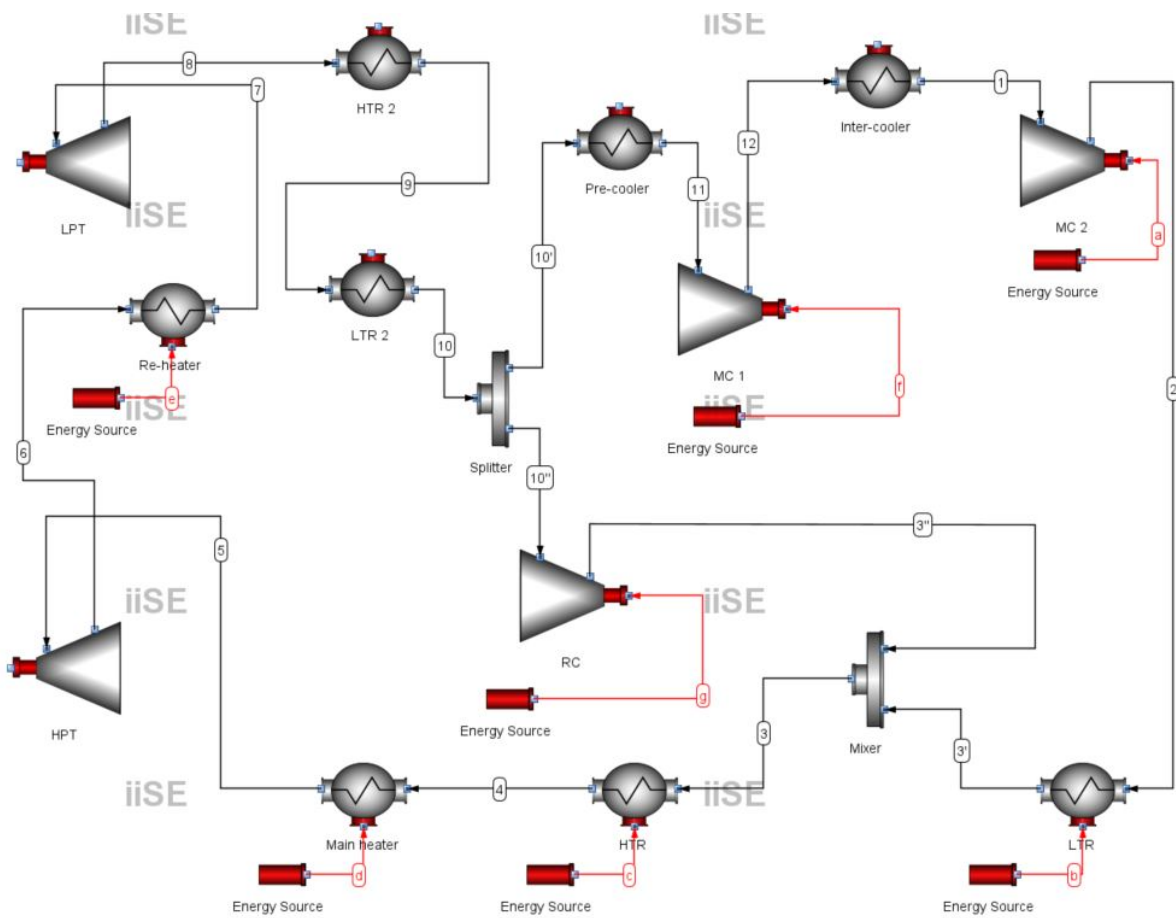 iiSE
iiSE
8
HTR 2
7
LPT
9
Inter-cooler
1
12
MC 2
a
Energy Source
Pre-cooler
11
10'
iiSE
iiSE
LTR 2
10
Re-heater
e
Energy Source
iiSE
6
MC 1
f
Energy Source
iiSE
2
Splitter
10"
5
3"
iiSE
iiSE
HPT
RC
g
Energy Source
3
Mixer
3'
iiSE
iiSE
4
Main heater
d
Energy Source
HTR
c
Energy Source
LTR
b
Energy Source